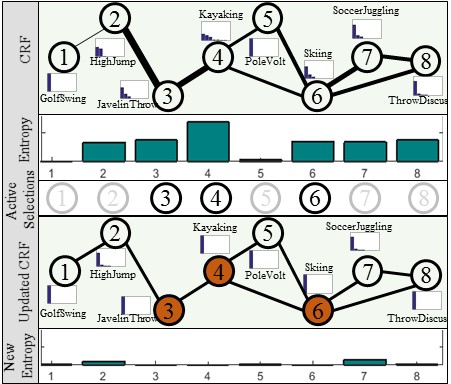 CRF
SoccerJuggling
Kayaking
2
5
1
4
7
8
HighJump
PoleVolt
Skiing
GolfSwing
JavelinThrow
3
6
ThrowDiscus
Entropy
1 2 3 4 5 6 7 8
Active
Selections
1 2 3 4 5 6 7 8
Updated CRF
SoccerJuggling
Kayaking
2
5
1
4
7
8
HighJump
PoleVolt
Skiing
GolfSwing
JavelinThrow
3
6
ThrowDiscus
New
Entropy
1 2 3 4 5 6 7 8